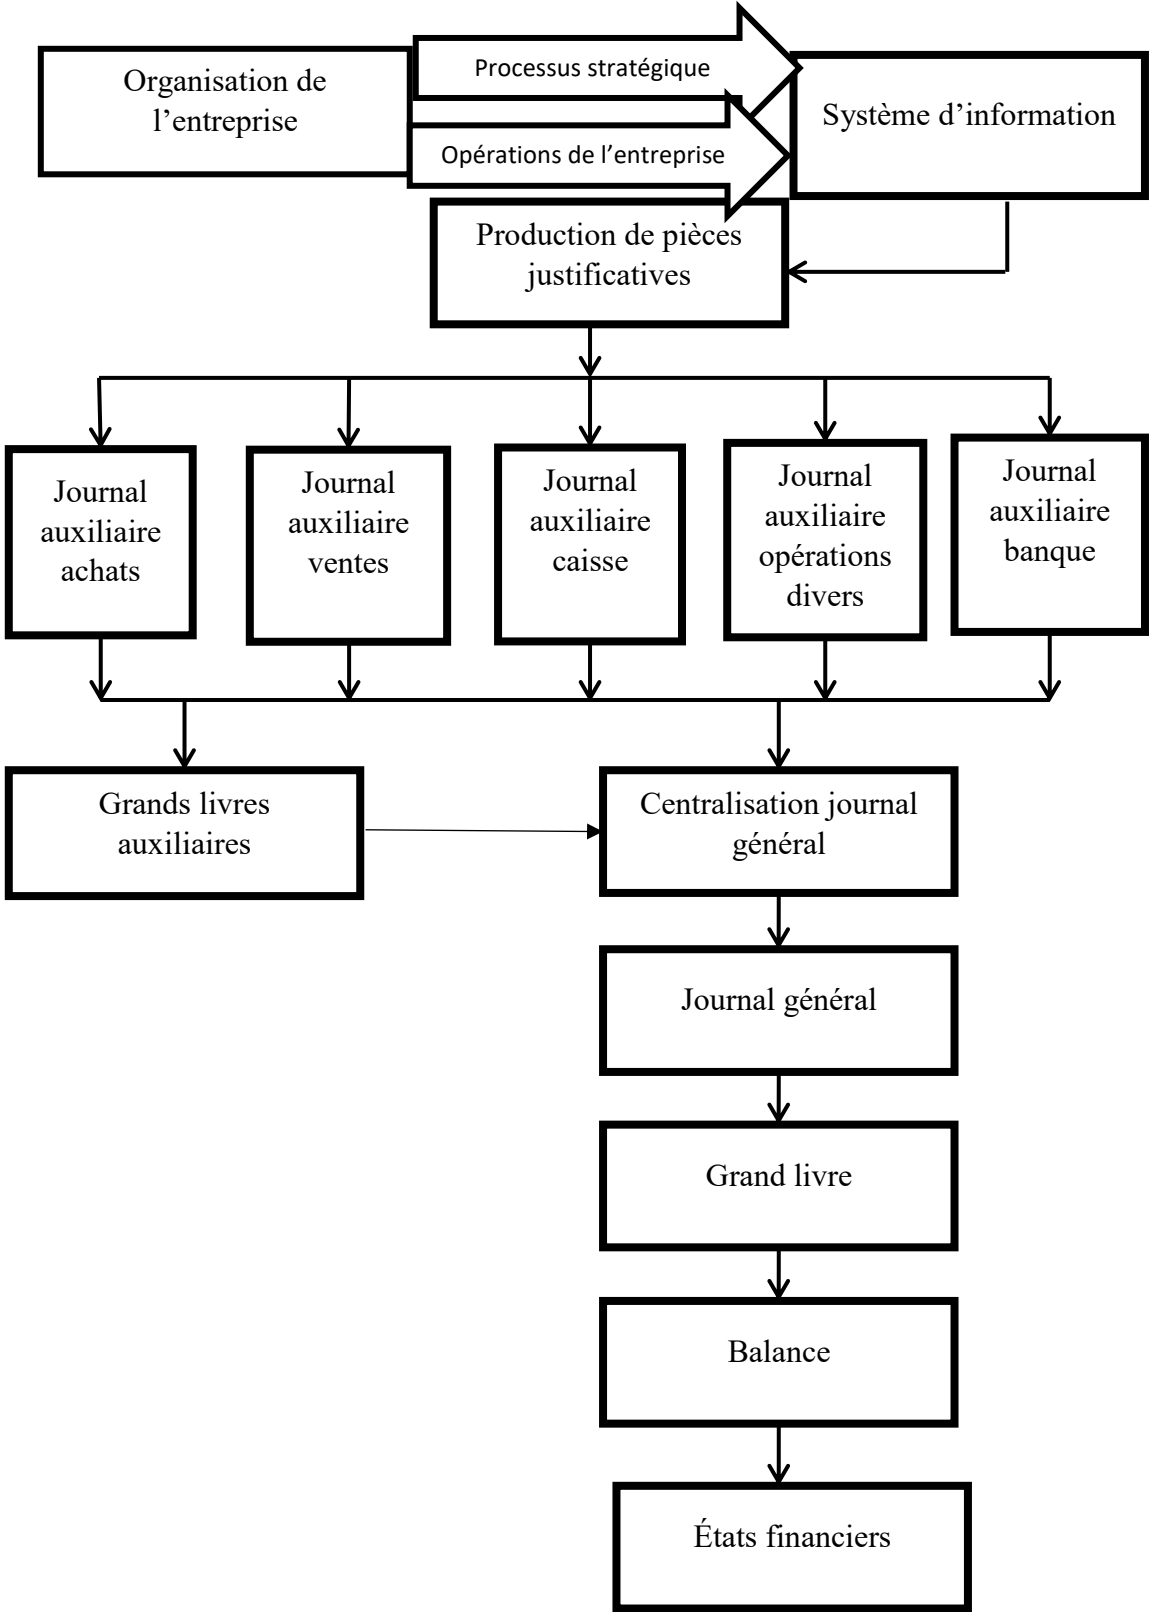 Organisation de
l’entreprise
Processus stratégique
Opérations de l’entreprise
Système d’information
Production de pièces
justificatives
Journal
auxiliaire
achats
Journal
auxiliaire
ventes
Journal
auxiliaire
caisse
Journal
auxiliaire
opérations
divers
Journal
auxiliaire
banque
Grands livres
auxiliaires
Centralisation journal
général
Journal général
Grand livre
Balance
États financiers